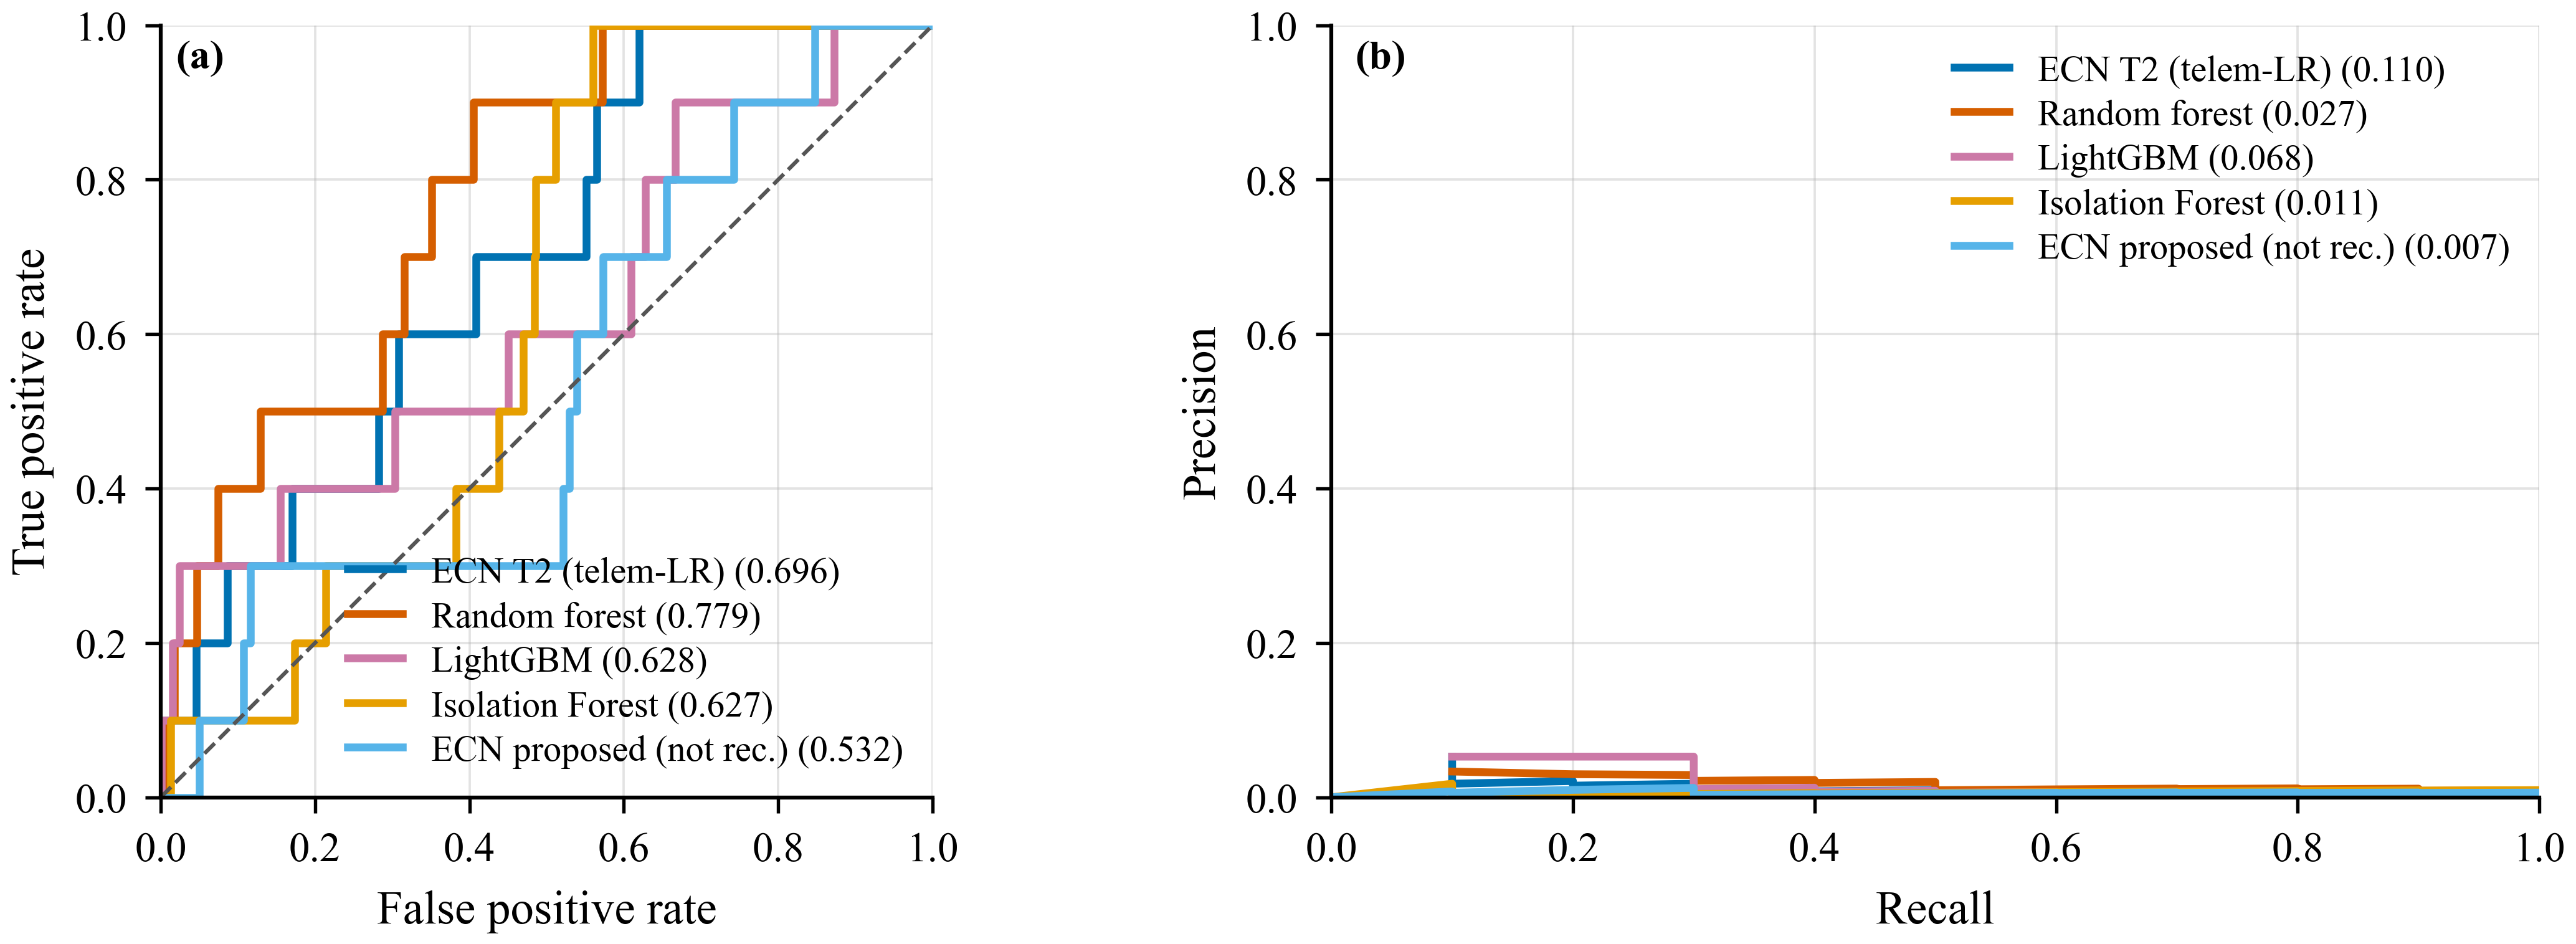 (a)
1.0
0.8
0.6
0.4
0.2
0.0
True positive rate
ECN T2 (telem-LR) (0.696)
Random forest (0.779)
LightGBM (0.628)
Isolation Forest (0.627)
ECN proposed (not rec.) (0.532)
0.0 0.2 0.4 0.6 0.8 1.0
False positive rate
(b)
1.0
0.8
0.6
0.4
0.2
0.0
Precision
ECN T2 (telem-LR) (0.110)
Random forest (0.027)
LightGBM (0.068)
Isolation Forest (0.011)
ECN proposed (not rec.) (0.007)
0.0 0.2 0.4 0.6 0.8 1.0
Recall